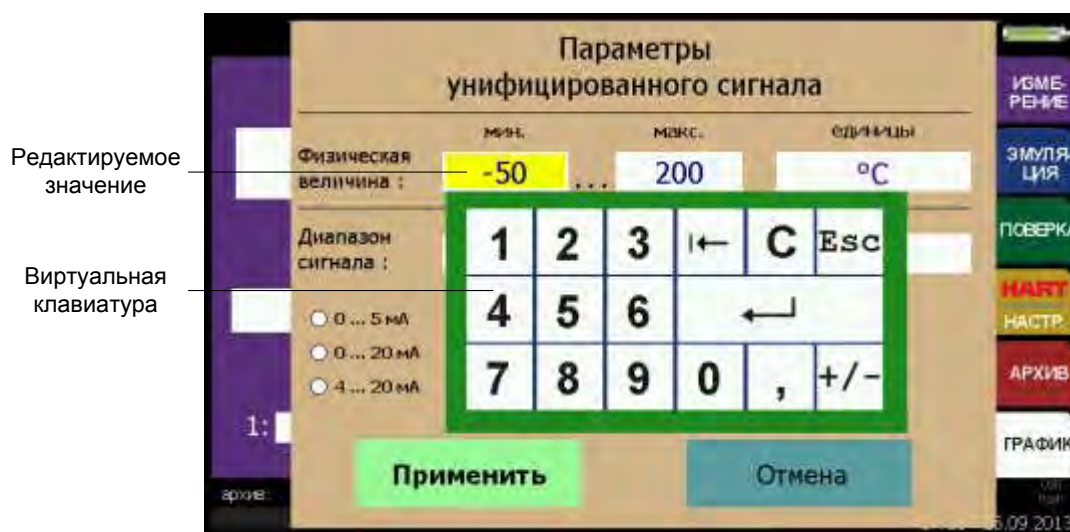 Параметры
унифицированного сигнала
мин. макс. единицы
Редактируемое
значение
Физическая
величина :
-50 ... 200 °C
Диапазон
сигнала :
1 2 3 |← C Esc
Виртуальная
клавиатура
4 5 6 ↵
7 8 9 0 , +/-
0 ... 5 мА
0 ... 20 мА
4 ... 20 мА
1:
Применить
Отмена
архив:
ИЗМЕ-
РЕНИЕ
ЭМУЛЯ-
ЦИЯ
ПОВЕРКА
HART
НАСТР.
АРХИВ
ГРАФИК